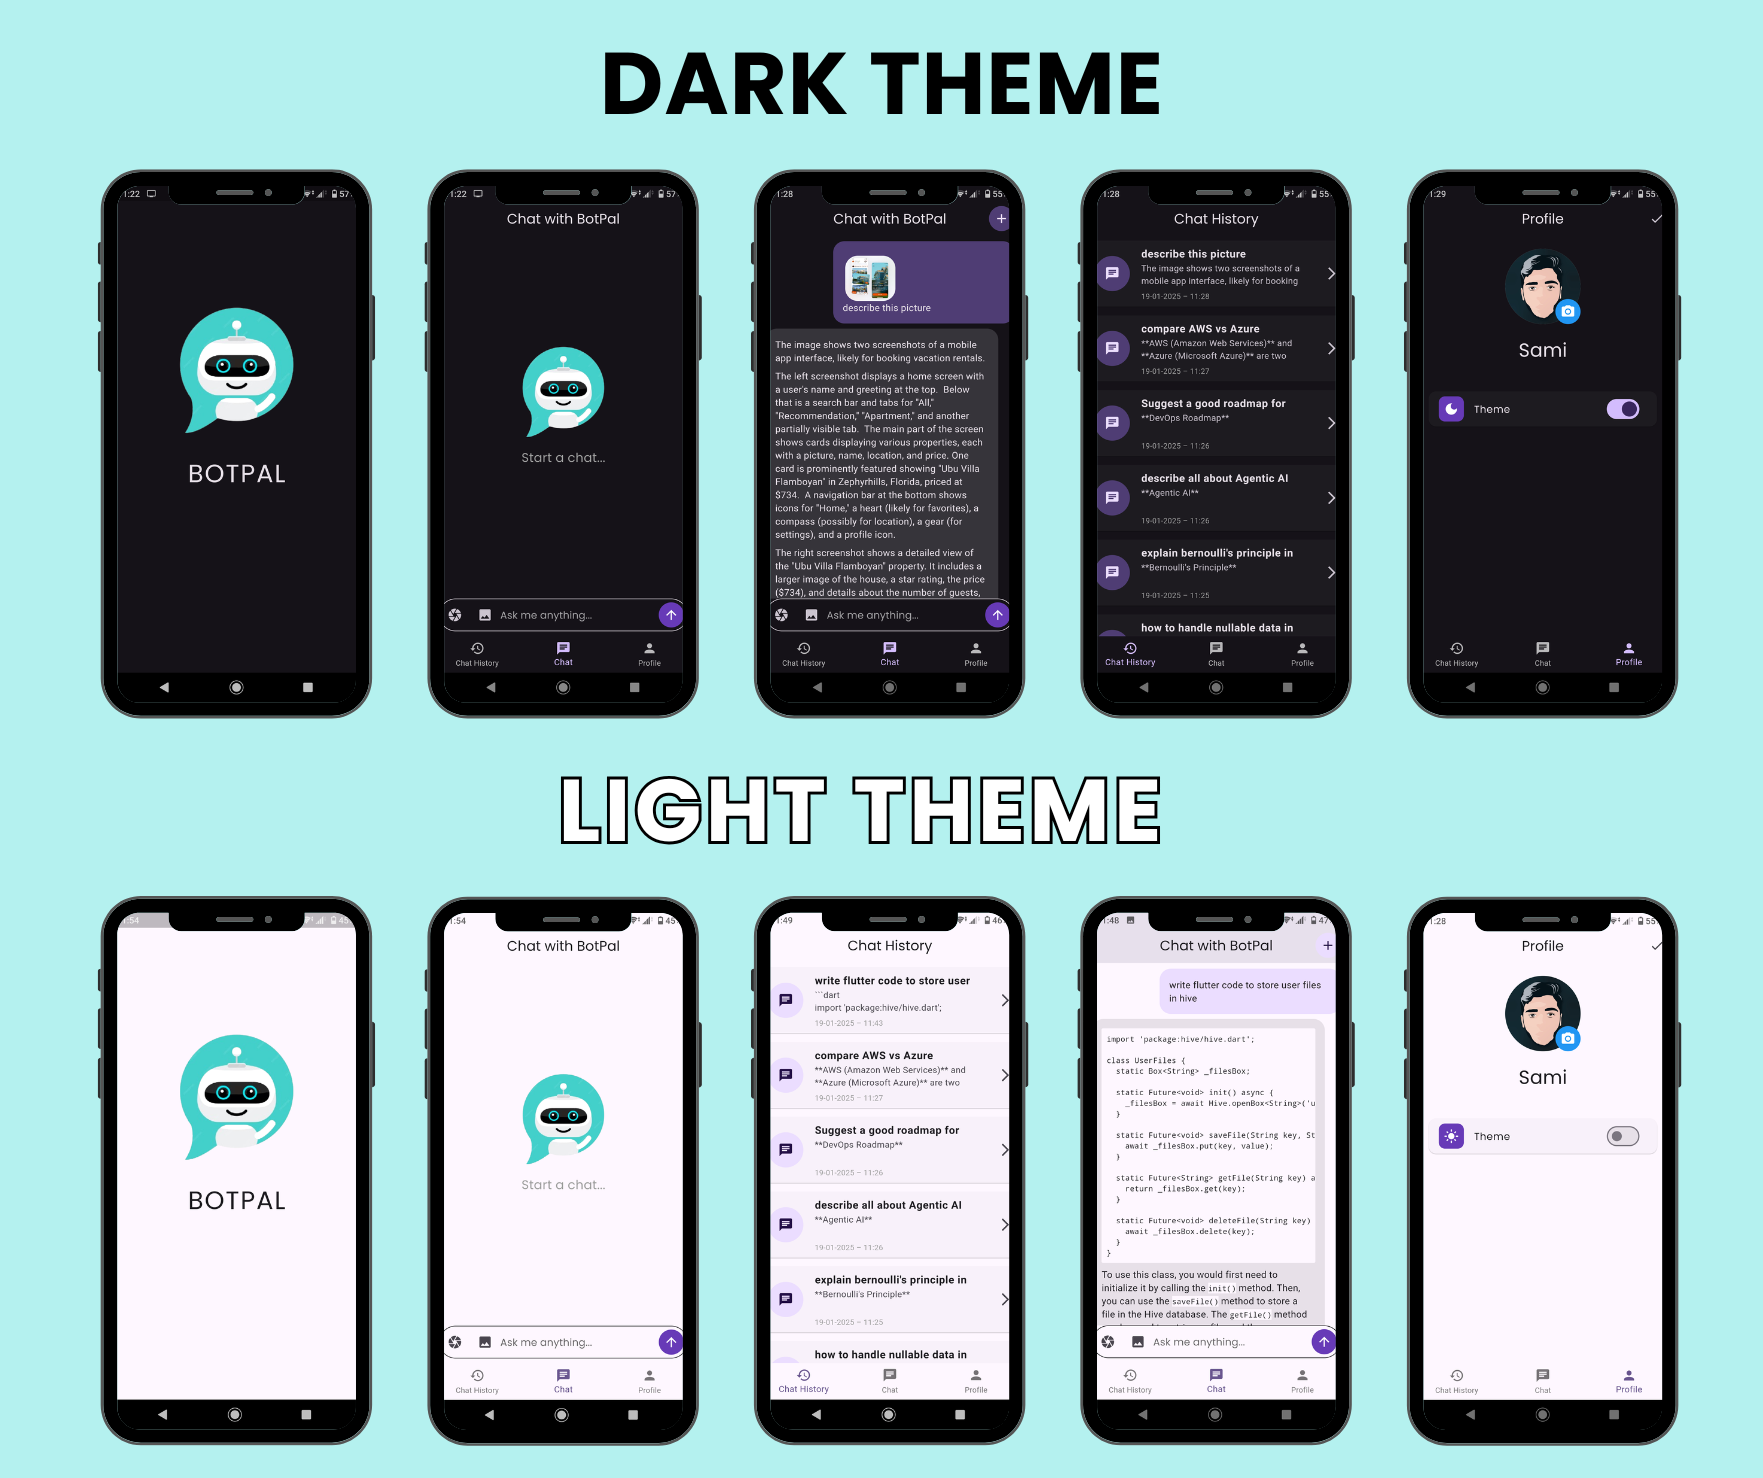 DARK THEME
1:22
57
BOTPAL
1:22
57
Chat with BotPal
Start a chat...
Ask me anything...
Chat History
Chat
Profile
1:28
55
Chat with BotPal
+
describe this picture
The image shows two screenshots of a mobile
app interface, likely for booking vacation rentals.
The left screenshot displays a home screen with
a user's name and greeting at the top. Below
that is a search bar and tabs for "All,"
"Recommendation," "Apartment," and another
partially visible tab. The main part of the screen
shows cards displaying various properties, each
with a picture, name, location, and price. One
card is prominently featured showing "Ubu Villa
Flamboyan" in Zephyrhills, Florida, priced at
$734. A navigation bar at the bottom shows
icons for "Home," a heart (likely for favorites), a
compass (possibly for location), a gear (for
settings), and a profile icon.
The right screenshot shows a detailed view of
the "Ubu Villa Flamboyan" property. It includes a
larger image of the house, a star rating, the price
($734), and details about the number of guests,
Ask me anything...
Chat History
Chat
Profile
1:28
55
Chat History
describe this picture
The image shows two screenshots of a
mobile app interface, likely for booking
19-01-2025 – 11:28
compare AWS vs Azure
**AWS (Amazon Web Services)** and
**Azure (Microsoft Azure)** are two
19-01-2025 – 11:27
Suggest a good roadmap for
**DevOps Roadmap**
19-01-2025 – 11:26
describe all about Agentic AI
**Agentic AI**
19-01-2025 – 11:26
explain bernoulli's principle in
**Bernoulli's Principle**
19-01-2025 – 11:25
how to handle nullable data in
Chat History
Chat
Profile
1:29
55
Profile
Sami
Theme
Chat History
Chat
Profile
LIGHT THEME
1:54
45
BOTPAL
1:54
45
Chat with BotPal
Start a chat...
Ask me anything...
Chat History
Chat
Profile
1:49
46
Chat History
write flutter code to store user
```dart
import 'package:hive/hive.dart';
19-01-2025 – 11:43
compare AWS vs Azure
**AWS (Amazon Web Services)** and
**Azure (Microsoft Azure)** are two
19-01-2025 – 11:27
Suggest a good roadmap for
**DevOps Roadmap**
19-01-2025 – 11:26
describe all about Agentic AI
**Agentic AI**
19-01-2025 – 11:26
explain bernoulli's principle in
**Bernoulli's Principle**
19-01-2025 – 11:25
how to handle nullable data in
Chat History
Chat
Profile
1:48
47
Chat with BotPal
+
write flutter code to store user files
in hive
import 'package:hive/hive.dart';
class UserFiles {
static Box<String> _filesBox;
static Future<void> init() async {
_filesBox = await Hive.openBox<String>('u
}
static Future<void> saveFile(String key, St
await _filesBox.put(key, value);
}
static Future<String> getFile(String key) a
return _filesBox.get(key);
}
static Future<void> deleteFile(String key)
await _filesBox.delete(key);
}
}
To use this class, you would first need to
initialize it by calling the init() method. Then,
you can use the saveFile() method to store a
file in the Hive database. The getFile() method
Ask me anything...
Chat History
Chat
Profile
1:28
55
Profile
Sami
Theme
Chat History
Chat
Profile